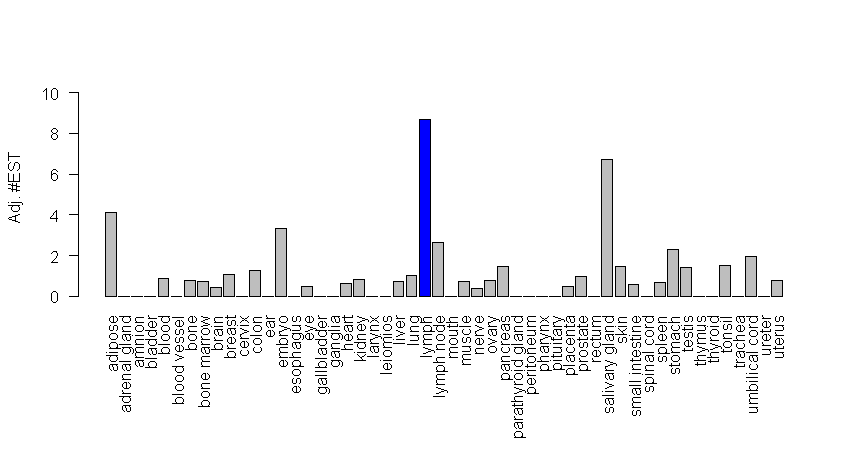 Adj. #EST
10
8
6
4
2
0
adipose
adrenal gland
amnion
bladder
blood
blood vessel
bone
bone marrow
brain
breast
cervix
colon
ear
embryo
esophagus
eye
gallbladder
ganglia
heart
kidney
larynx
leiomios
liver
lung
lymph
lymph node
mouth
muscle
nerve
ovary
pancreas
parathyroid gland
peritoneum
pharynx
pituitary
placenta
prostate
rectum
salivary gland
skin
small intestine
spinal cord
spleen
stomach
testis
thymus
thyroid
tonsil
trachea
umbilical cord
ureter
uterus